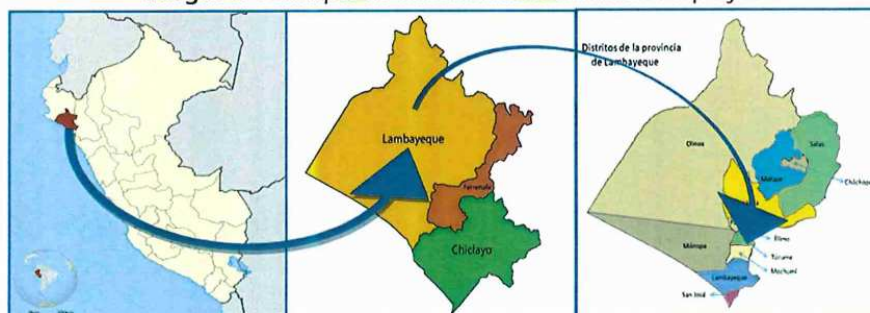 Lambayeque
Ferreñafe
Chiclayo
Distritos de la provincia
de Lambayeque
Olmos
Salas
Motupe
Chóchope
Mórrope
Illimo
Túcume
Mochumí
Lambayeque
San José